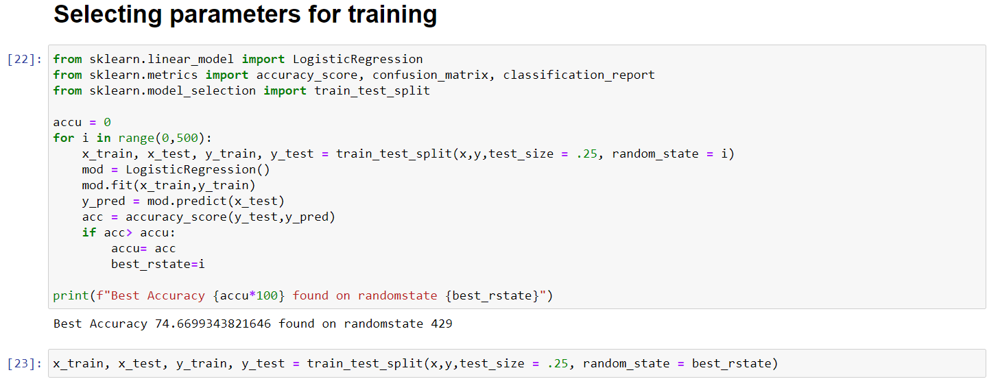 Selecting parameters for training
[22]: from sklearn.linear_model import LogisticRegression
from sklearn.metrics import accuracy_score, confusion_matrix, classification_report
from sklearn.model_selection import train_test_split
accu = 0
for i in range(0,500):
    x_train, x_test, y_train, y_test = train_test_split(x,y,test_size = .25, random_state = i)
    mod = LogisticRegression()
    mod.fit(x_train,y_train)
    y_pred = mod.predict(x_test)
    acc = accuracy_score(y_test,y_pred)
    if acc> accu:
        accu= acc
        best_rstate=i
print(f"Best Accuracy {accu*100} found on randomstate {best_rstate}")
Best Accuracy 74.6699343821646 found on randomstate 429
[23]: x_train, x_test, y_train, y_test = train_test_split(x,y,test_size = .25, random_state = best_rstate)